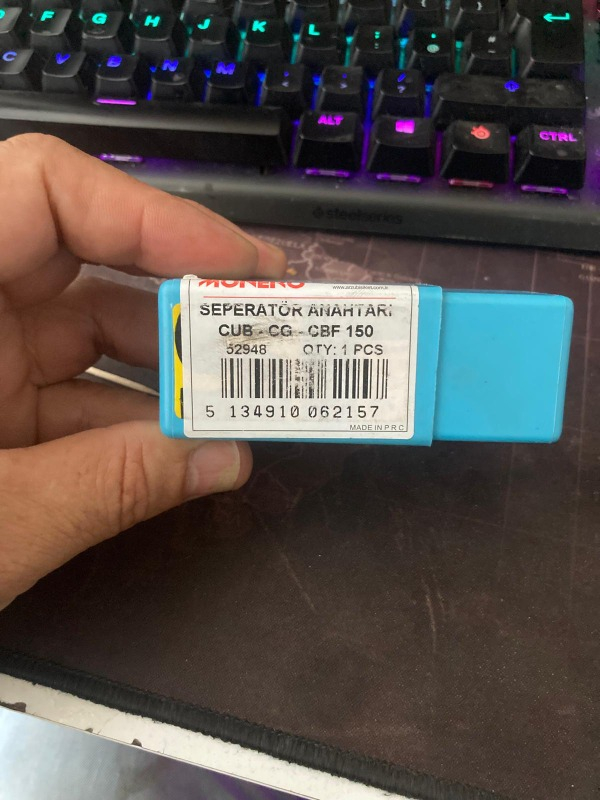 F G H J K L
C V B N M
ALT CTRL
steelseries
MONERO
SEPERATÖR ANAHTARI
CUB - CG - CBF 150
52948 QTY: 1 PCS
5 134910 062157
MADE IN P.R.C